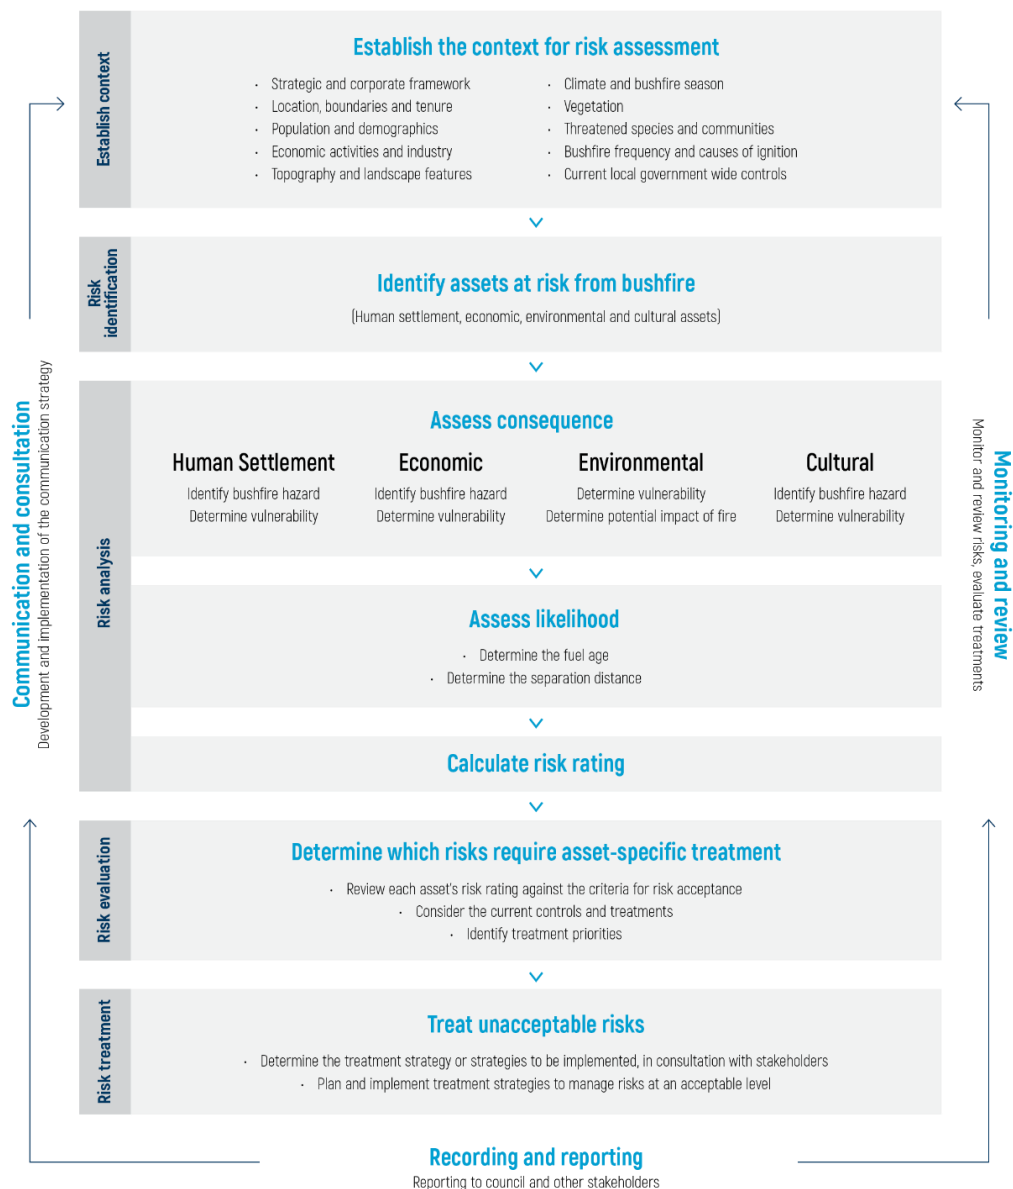 Establish context
Establish the context for risk assessment
· Strategic and corporate framework
· Location, boundaries and tenure
· Population and demographics
· Economic activities and industry
· Topography and landscape features
· Climate and bushfire season
· Vegetation
· Threatened species and communities
· Bushfire frequency and causes of ignition
· Current local government wide controls
Risk
identification
Identify assets at risk from bushfire
(Human settlement, economic, environmental and cultural assets)
Risk analysis
Assess consequence
Human Settlement
Identify bushfire hazard
Determine vulnerability
Economic
Identify bushfire hazard
Determine vulnerability
Environmental
Determine vulnerability
Determine potential impact of fire
Cultural
Identify bushfire hazard
Determine vulnerability
Assess likelihood
· Determine the fuel age
· Determine the separation distance
Calculate risk rating
Risk evaluation
Determine which risks require asset-specific treatment
· Review each asset's risk rating against the criteria for risk acceptance
· Consider the current controls and treatments
· Identify treatment priorities
Risk treatment
Treat unacceptable risks
· Determine the treatment strategy or strategies to be implemented, in consultation with stakeholders
· Plan and implement treatment strategies to manage risks at an acceptable level
Communication and consultation
Development and implementation of the communication strategy
Monitoring and review
Monitor and review risks, evaluate treatments
Recording and reporting
Reporting to council and other stakeholders